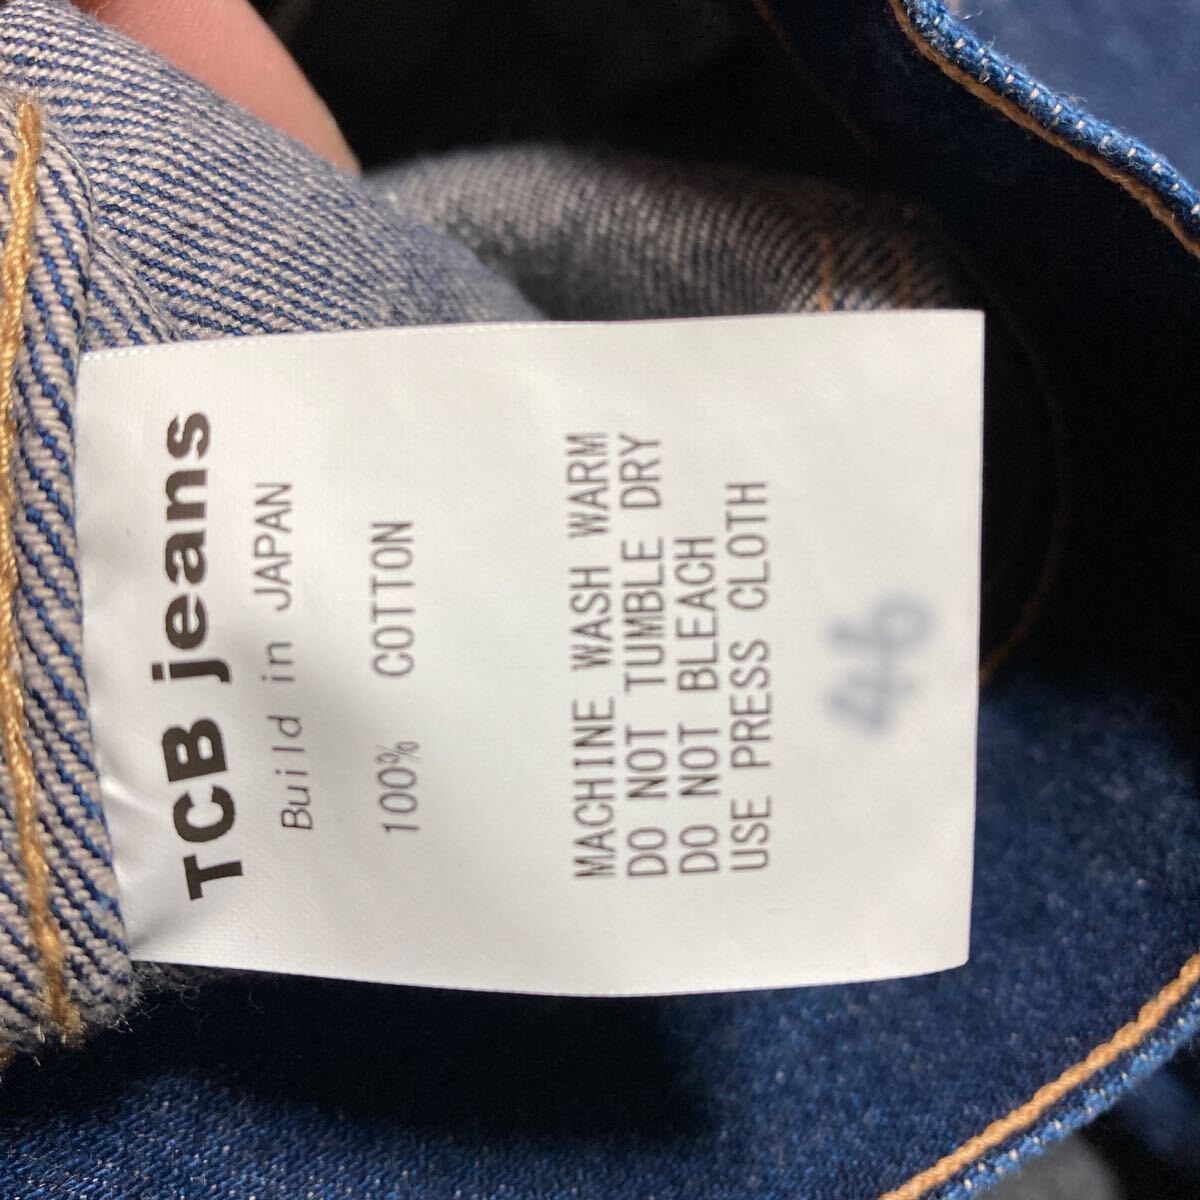 TCB jeans
Build in JAPAN
100% COTTON
MACHINE WASH WARM
DO NOT TUMBLE DRY
DO NOT BLEACH
USE PRESS CLOTH
46